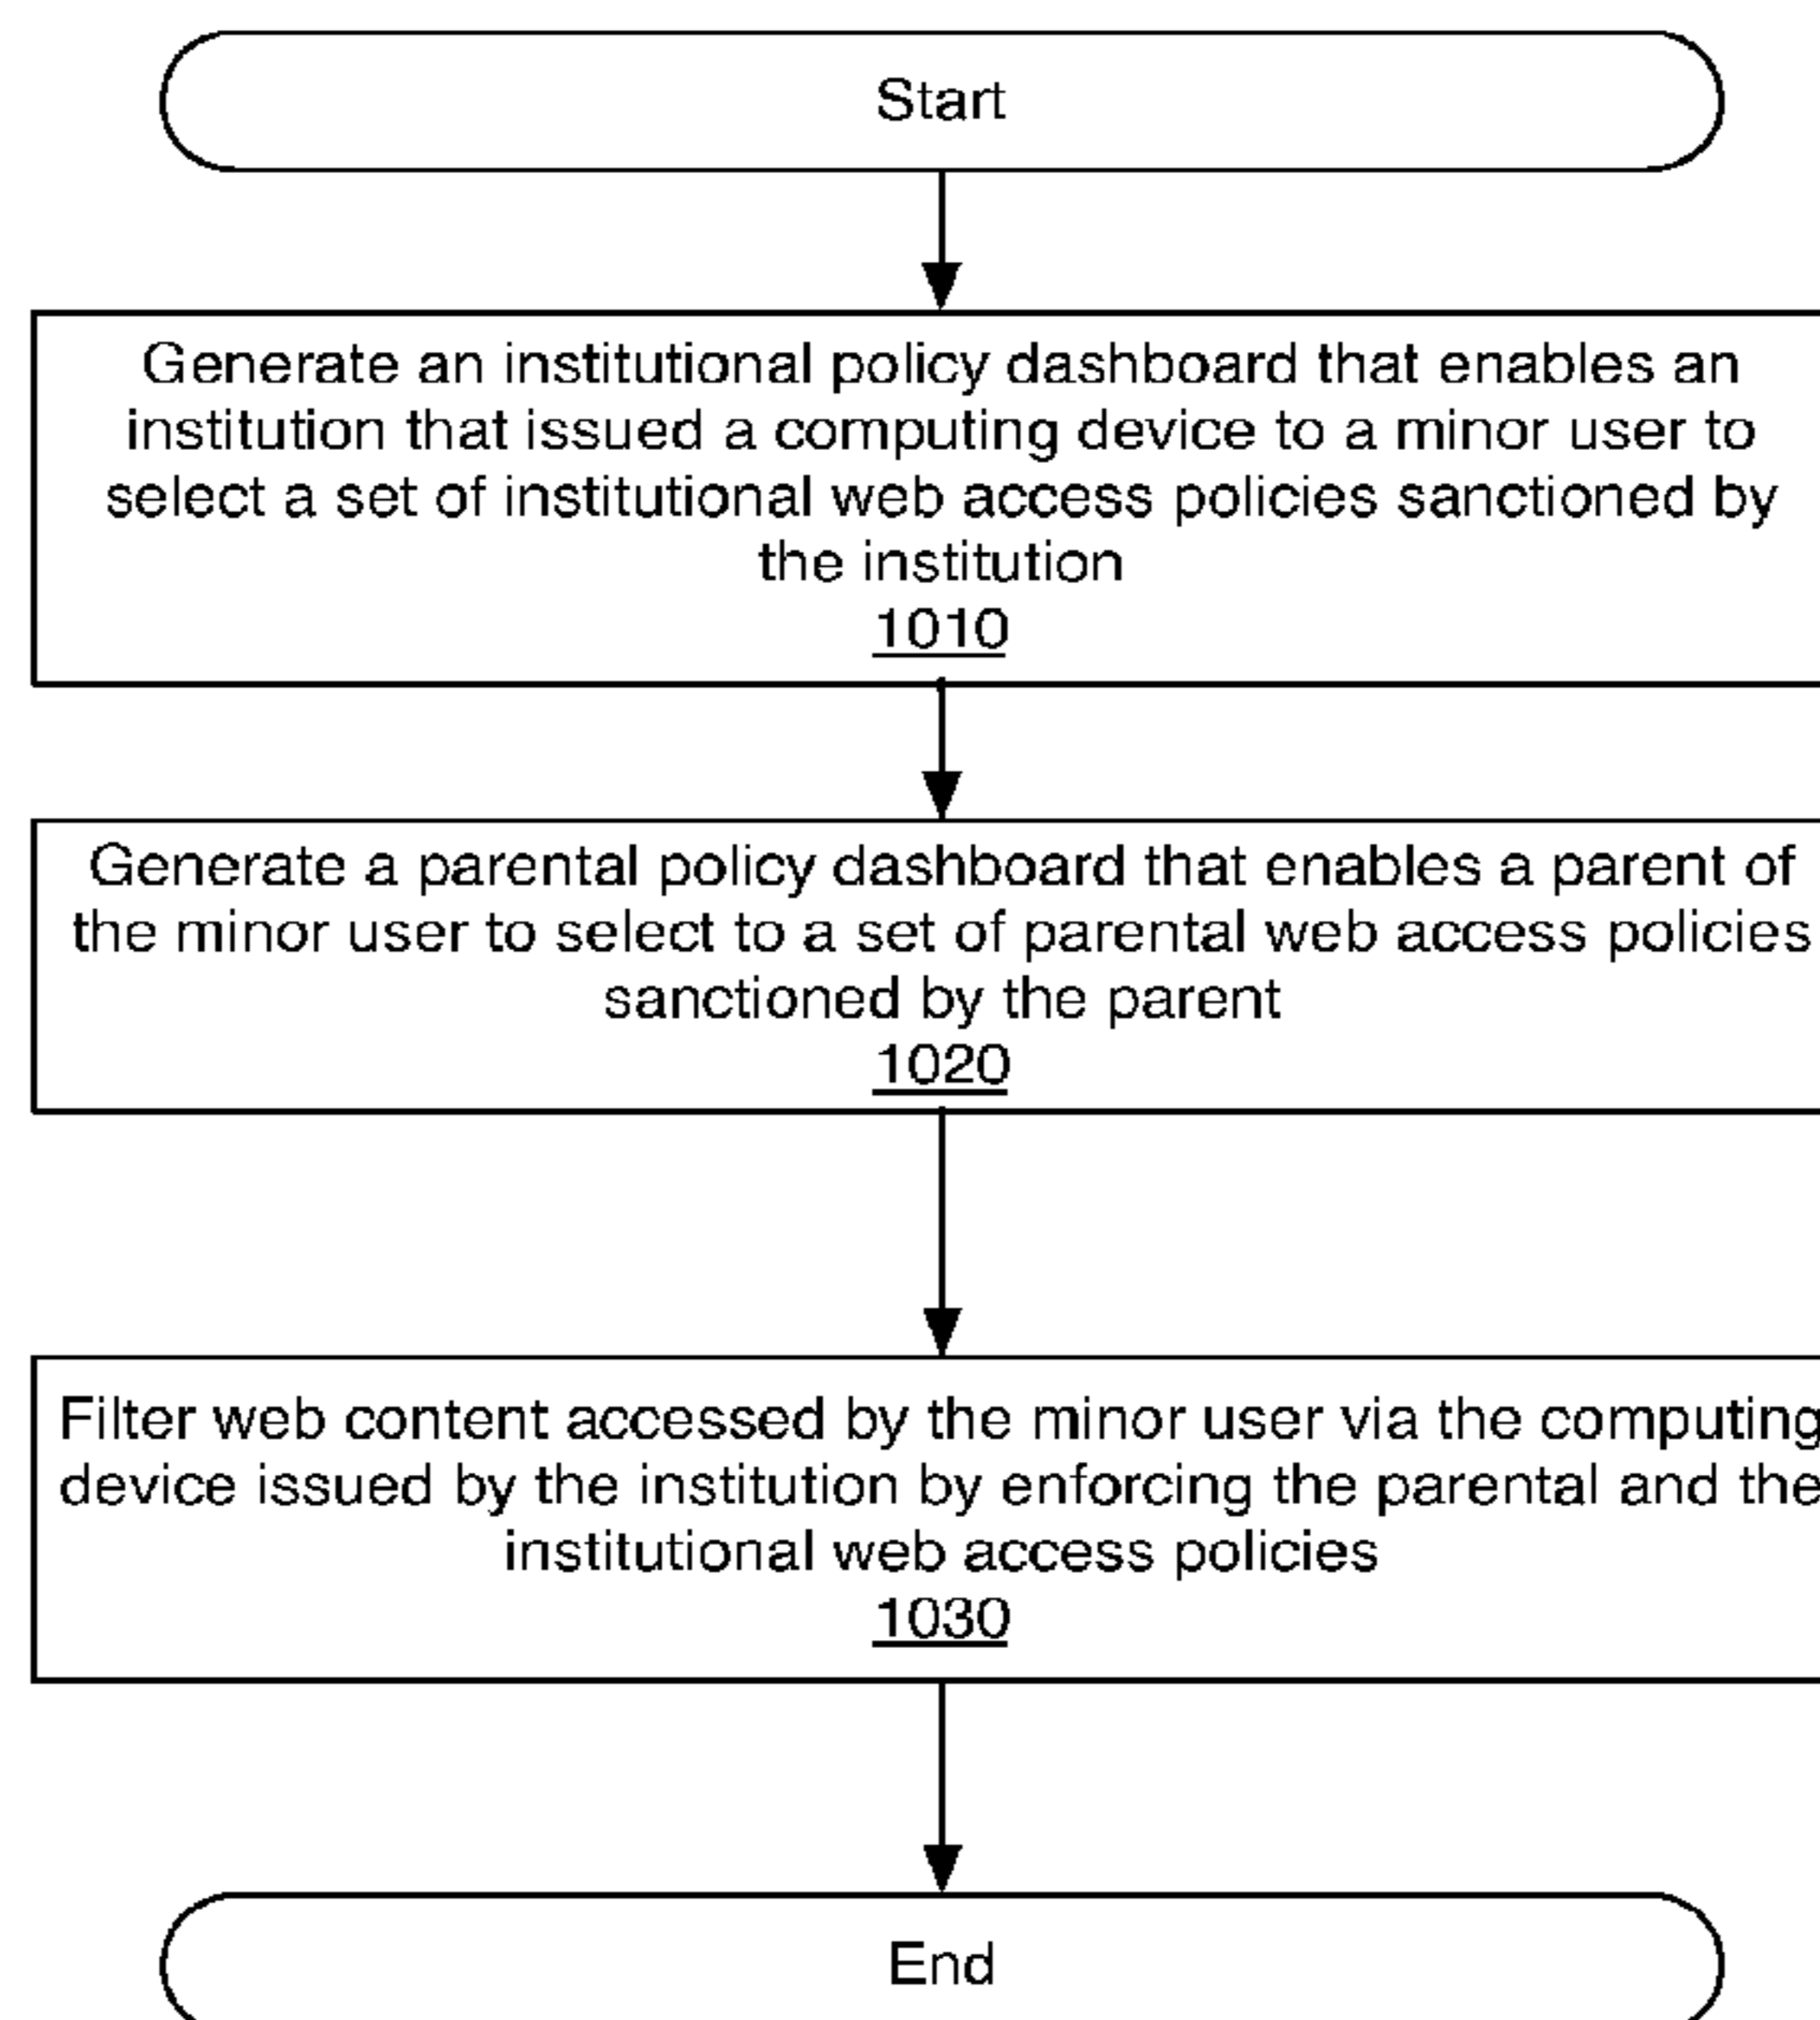 Start
Generate an institutional policy dashboard that enables an
institution that issued a computing device to a minor user to
select a set of institutional web access policies sanctioned by
the institution
1010
Generate a parental policy dashboard that enables a parent of
the minor user to select to a set of parental web access policies
sanctioned by the parent
1020
Filter web content accessed by the minor user via the computing
device issued by the institution by enforcing the parental and the
institutional web access policies
1030
End